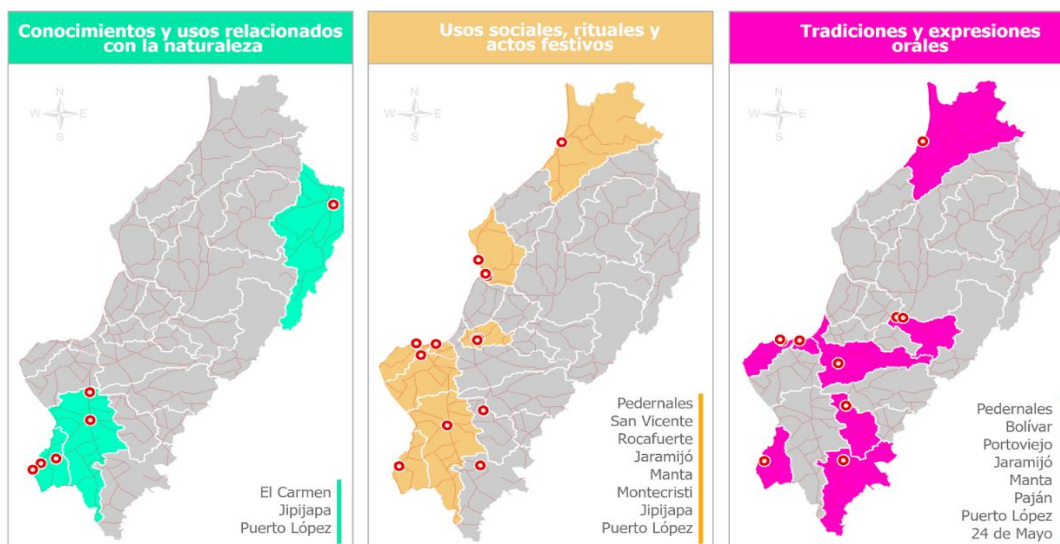 Conocimientos y usos relacionados
con la naturaleza
N
W E
S
El Carmen
Jipijapa
Puerto López
Usos sociales, rituales y
actos festivos
N
W E
S
Pedernales
San Vicente
Rocafuerte
Jaramijó
Manta
Montecristi
Jipijapa
Puerto López
Tradiciones y expresiones
orales
N
W E
S
Pedernales
Bolívar
Portoviejo
Jaramijó
Manta
Paján
Puerto López
24 de Mayo